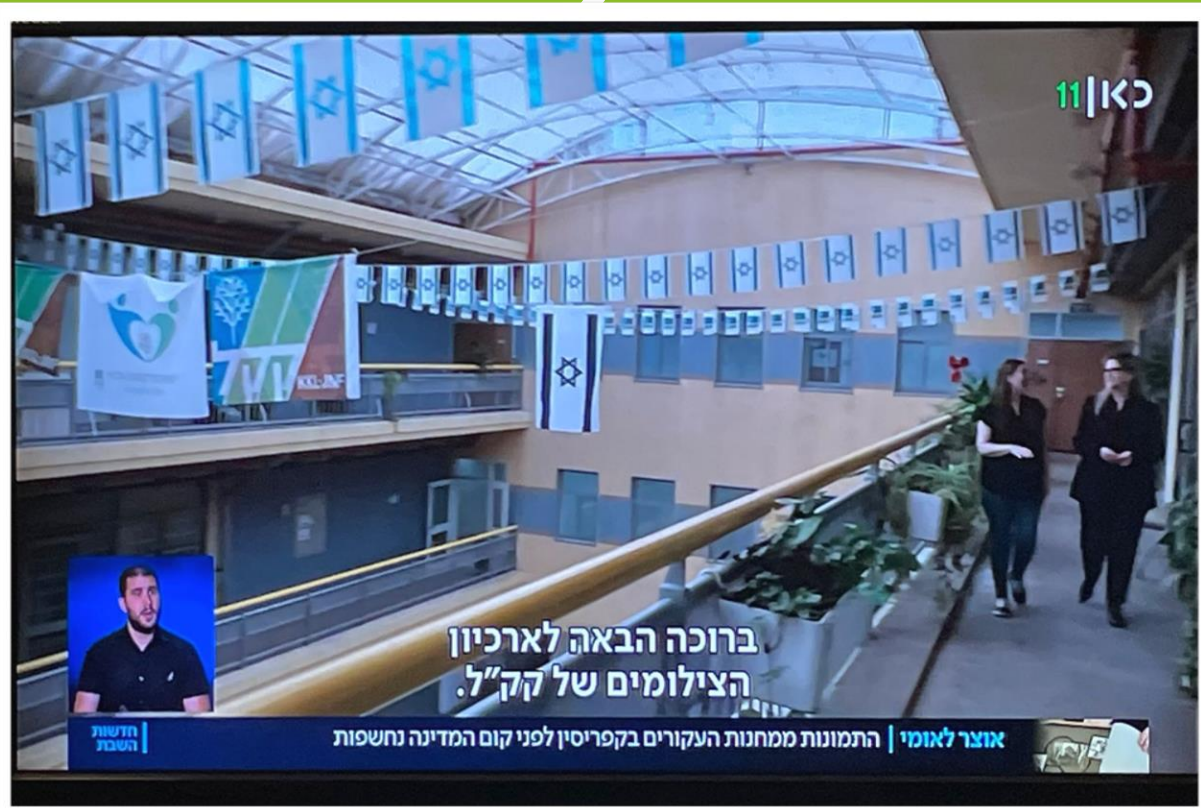 כאן|11
קקל
KKL-JNF
ברוכה הבאה לארכיון
הצילומים של קק"ל.
אוצר לאומי | התמונות ממחנות העקורים בקפריסין לפני קום המדינה נחשפות
חדשות
השבת